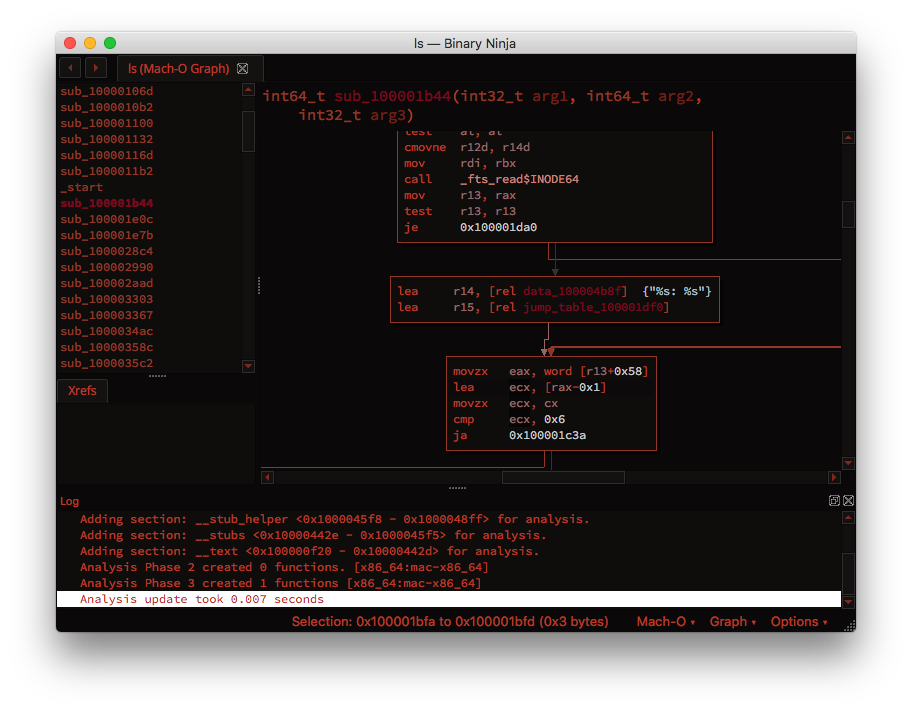 ls — Binary Ninja
ls (Mach-O Graph)
sub_10000106d
sub_1000010b2
sub_100001100
sub_100001132
sub_10000116d
sub_1000011b2
_start
sub_100001b44
sub_100001e0c
sub_100001e7b
sub_1000028c4
sub_100002990
sub_100002aad
sub_100003303
sub_100003367
sub_1000034ac
sub_10000358c
sub_1000035c2
Xrefs
int64_t sub_100001b44(int32_t arg1, int64_t arg2,
int32_t arg3)
test al, al
cmovne r12d, r14d
mov rdi, rbx
call _fts_read$INODE64
mov r13, rax
test r13, r13
je 0x100001da0
lea r14, [rel data_100004b8f] {"%s: %s"}
lea r15, [rel jump_table_100001df0]
movzx eax, word [r13+0x58]
lea ecx, [rax-0x1]
movzx ecx, cx
cmp ecx, 0x6
ja 0x100001c3a
Log
Adding section: __stub_helper <0x1000045f8 - 0x1000048ff> for analysis.
Adding section: __stubs <0x10000442e - 0x1000045f5> for analysis.
Adding section: __text <0x100000f20 - 0x10000442d> for analysis.
Analysis Phase 2 created 0 functions. [x86_64:mac-x86_64]
Analysis Phase 3 created 1 functions [x86_64:mac-x86_64]
Analysis update took 0.007 seconds
Selection: 0x100001bfa to 0x100001bfd (0x3 bytes) Mach-O Graph Options